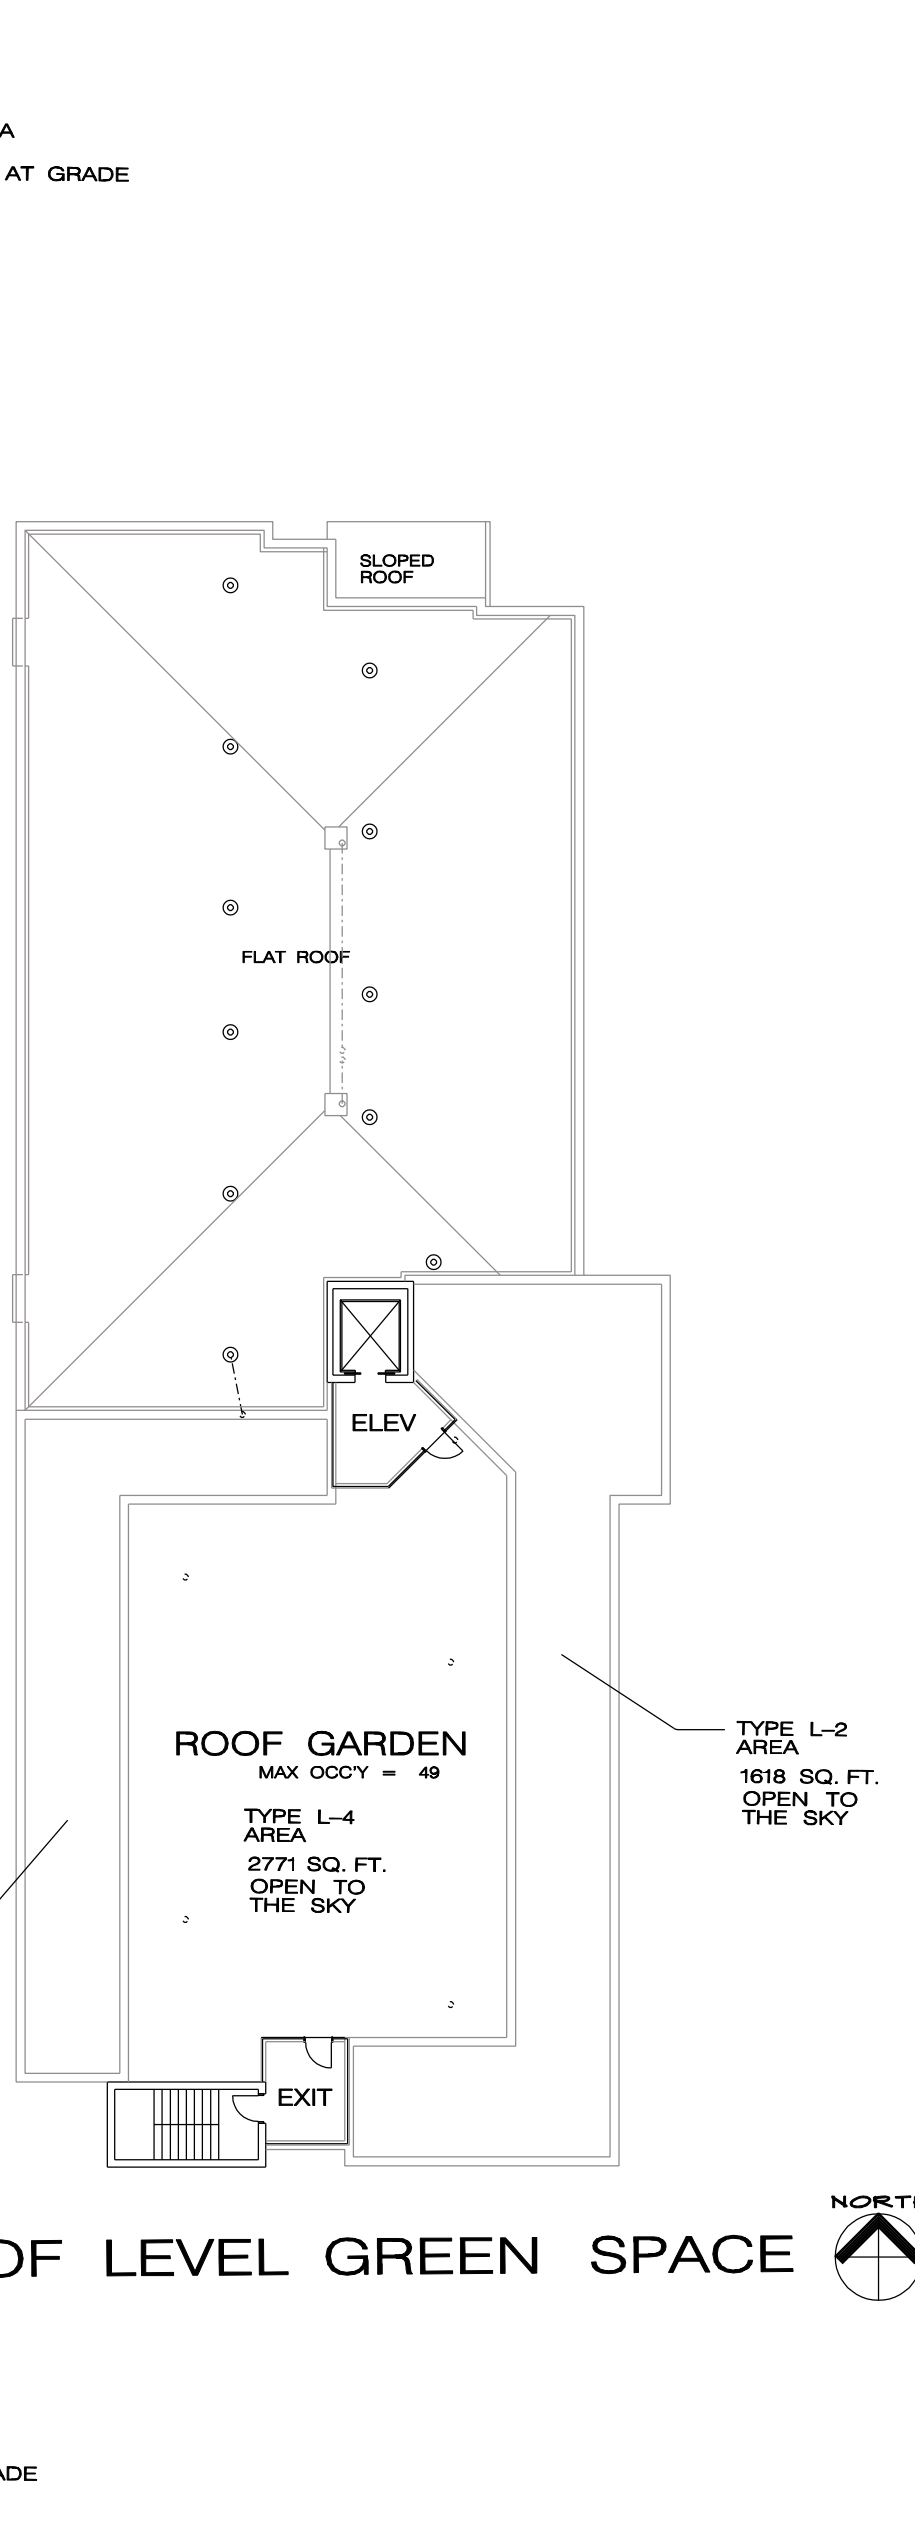 A
AT GRADE
SLOPED
ROOF
FLAT ROOF
ELEV
ROOF GARDEN
MAX OCC'Y = 49
TYPE L-4
AREA
2771 SQ. FT.
OPEN TO
THE SKY
TYPE L-2
AREA
1618 SQ. FT.
OPEN TO
THE SKY
EXIT
NORT
OF LEVEL GREEN SPACE
ADE